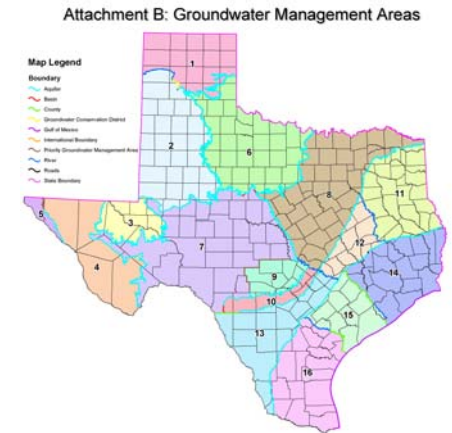 Attachment B: Groundwater Management Areas
Map Legend
Boundary
Aquifer
Basin
County
Groundwater Conservation District
Gulf of Mexico
International Boundary
Priority Groundwater Management Area
River
Roads
State Boundary
1
2
6
8
11
5
3
12
4
7
9
14
10
13
15
16